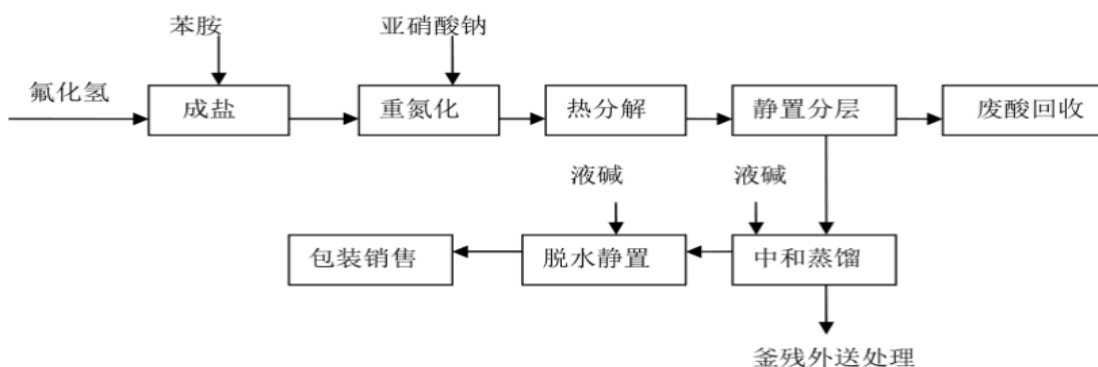 苯胺
亚硝酸钠
氟化氢
成盐
重氮化
热分解
静置分层
废酸回收
液碱
液碱
包装销售
脱水静置
中和蒸馏
釜残外送处理